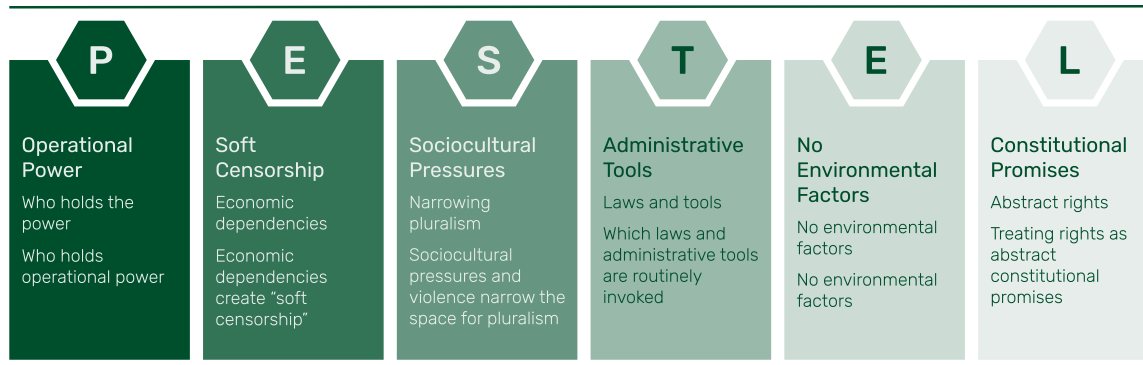 P
Operational
Power
Who holds the
power
Who holds
operational power
E
Soft
Censorship
Economic
dependencies
Economic
dependencies
create “soft
censorship”
S
Sociocultural
Pressures
Narrowing
pluralism
Sociocultural
pressures and
violence narrow the
space for pluralism
T
Administrative
Tools
Laws and tools
Which laws and
administrative tools
are routinely
invoked
E
No
Environmental
Factors
No environmental
factors
No environmental
factors
L
Constitutional
Promises
Abstract rights
Treating rights as
abstract
constitutional
promises